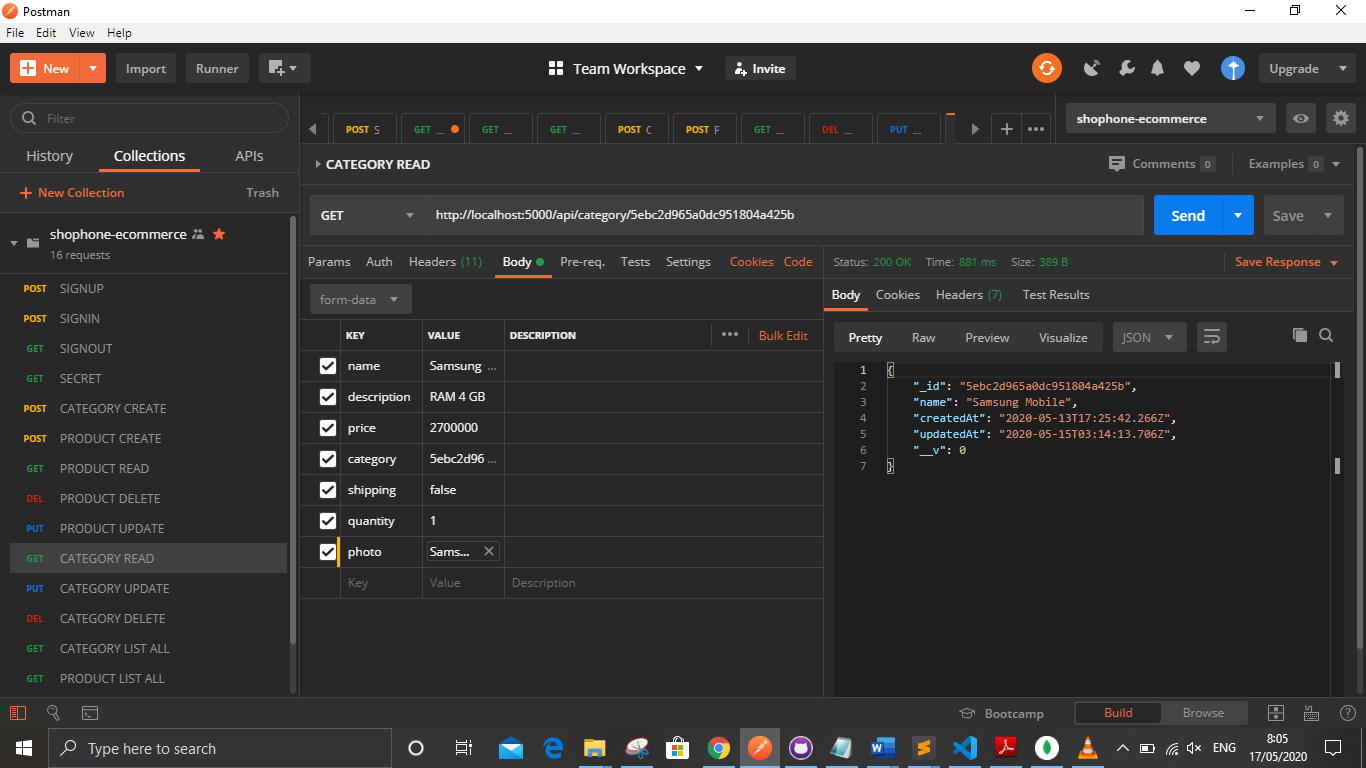 Postman
File Edit View Help
New Import Runner Team Workspace Invite Upgrade
Filter
History Collections APIs
New Collection Trash
shophone-ecommerce
16 requests
POST SIGNUP
POST SIGNIN
GET SIGNOUT
GET SECRET
POST CATEGORY CREATE
POST PRODUCT CREATE
GET PRODUCT READ
DEL PRODUCT DELETE
PUT PRODUCT UPDATE
GET CATEGORY READ
PUT CATEGORY UPDATE
DEL CATEGORY DELETE
GET CATEGORY LIST ALL
GET PRODUCT LIST ALL
POST S GET ... GET ... GET ... POST C POST F GET ... DEL ... PUT ... shophone-ecommerce
CATEGORY READ Comments 0 Examples 0
GET http://localhost:5000/api/category/5ebc2d965a0dc951804a425b Send Save
Params Auth Headers (11) Body Pre-req. Tests Settings Cookies Code
form-data
KEY VALUE DESCRIPTION ••• Bulk Edit
name Samsung ...
description RAM 4 GB
price 2700000
category 5ebc2d96 ...
shipping false
quantity 1
photo Sams...
Key Value Description
Status: 200 OK Time: 881 ms Size: 389 B Save Response
Body Cookies Headers (7) Test Results
Pretty Raw Preview Visualize JSON
1 {
2 "_id": "5ebc2d965a0dc951804a425b",
3 "name": "Samsung Mobile",
4 "createdAt": "2020-05-13T17:25:42.266Z",
5 "updatedAt": "2020-05-15T03:14:13.706Z",
6 "__v": 0
7 }
Bootcamp Build Browse
Type here to search
ENG
8:05
17/05/2020